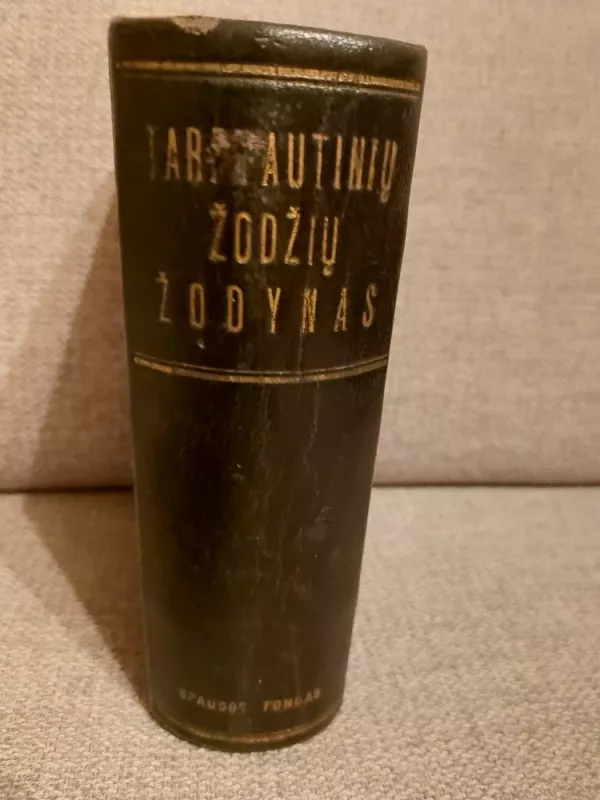 TARPTAUTINIŲ
ŽODŽIŲ
ŽODYNAS
SPAUDOS FONDAS